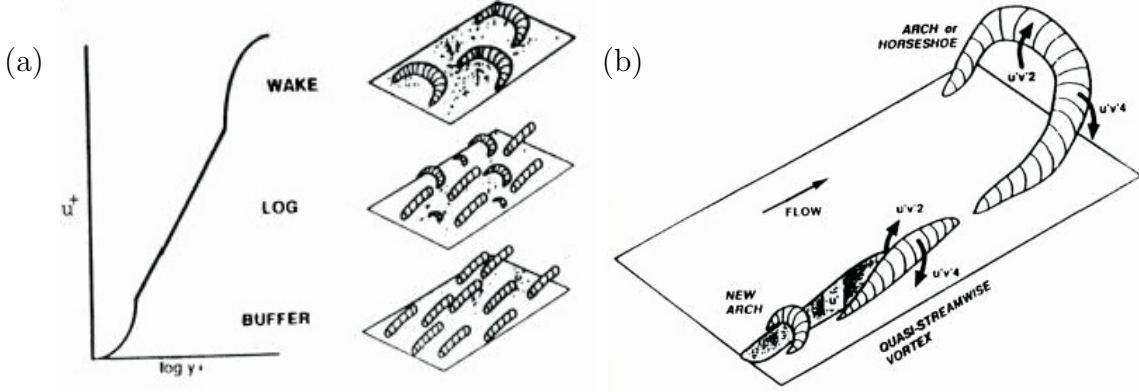 (a)
WAKE
LOG
BUFFER
u+
log y+
(b)
ARCH or
HORSESHOE
u'v'2
u'v'4
FLOW
u'v'2
u'v'4
NEW
ARCH
QUASI-STREAMWISE
VORTEX